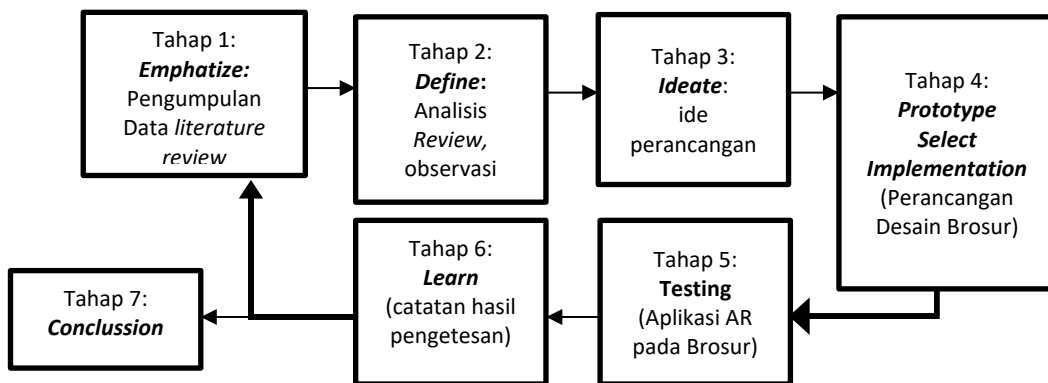 Tahap 1:
Emphatize:
Pengumpulan
Data literature
review
Tahap 2:
Define:
Analisis
Review,
observasi
Tahap 3:
Ideate:
ide
perancangan
Tahap 4:
Prototype
Select
Implementation
(Perancangan
Desain Brosur)
Tahap 5:
Testing
(Aplikasi AR
pada Brosur)
Tahap 6:
Learn
(catatan hasil
pengetesan)
Tahap 7:
Conclussion